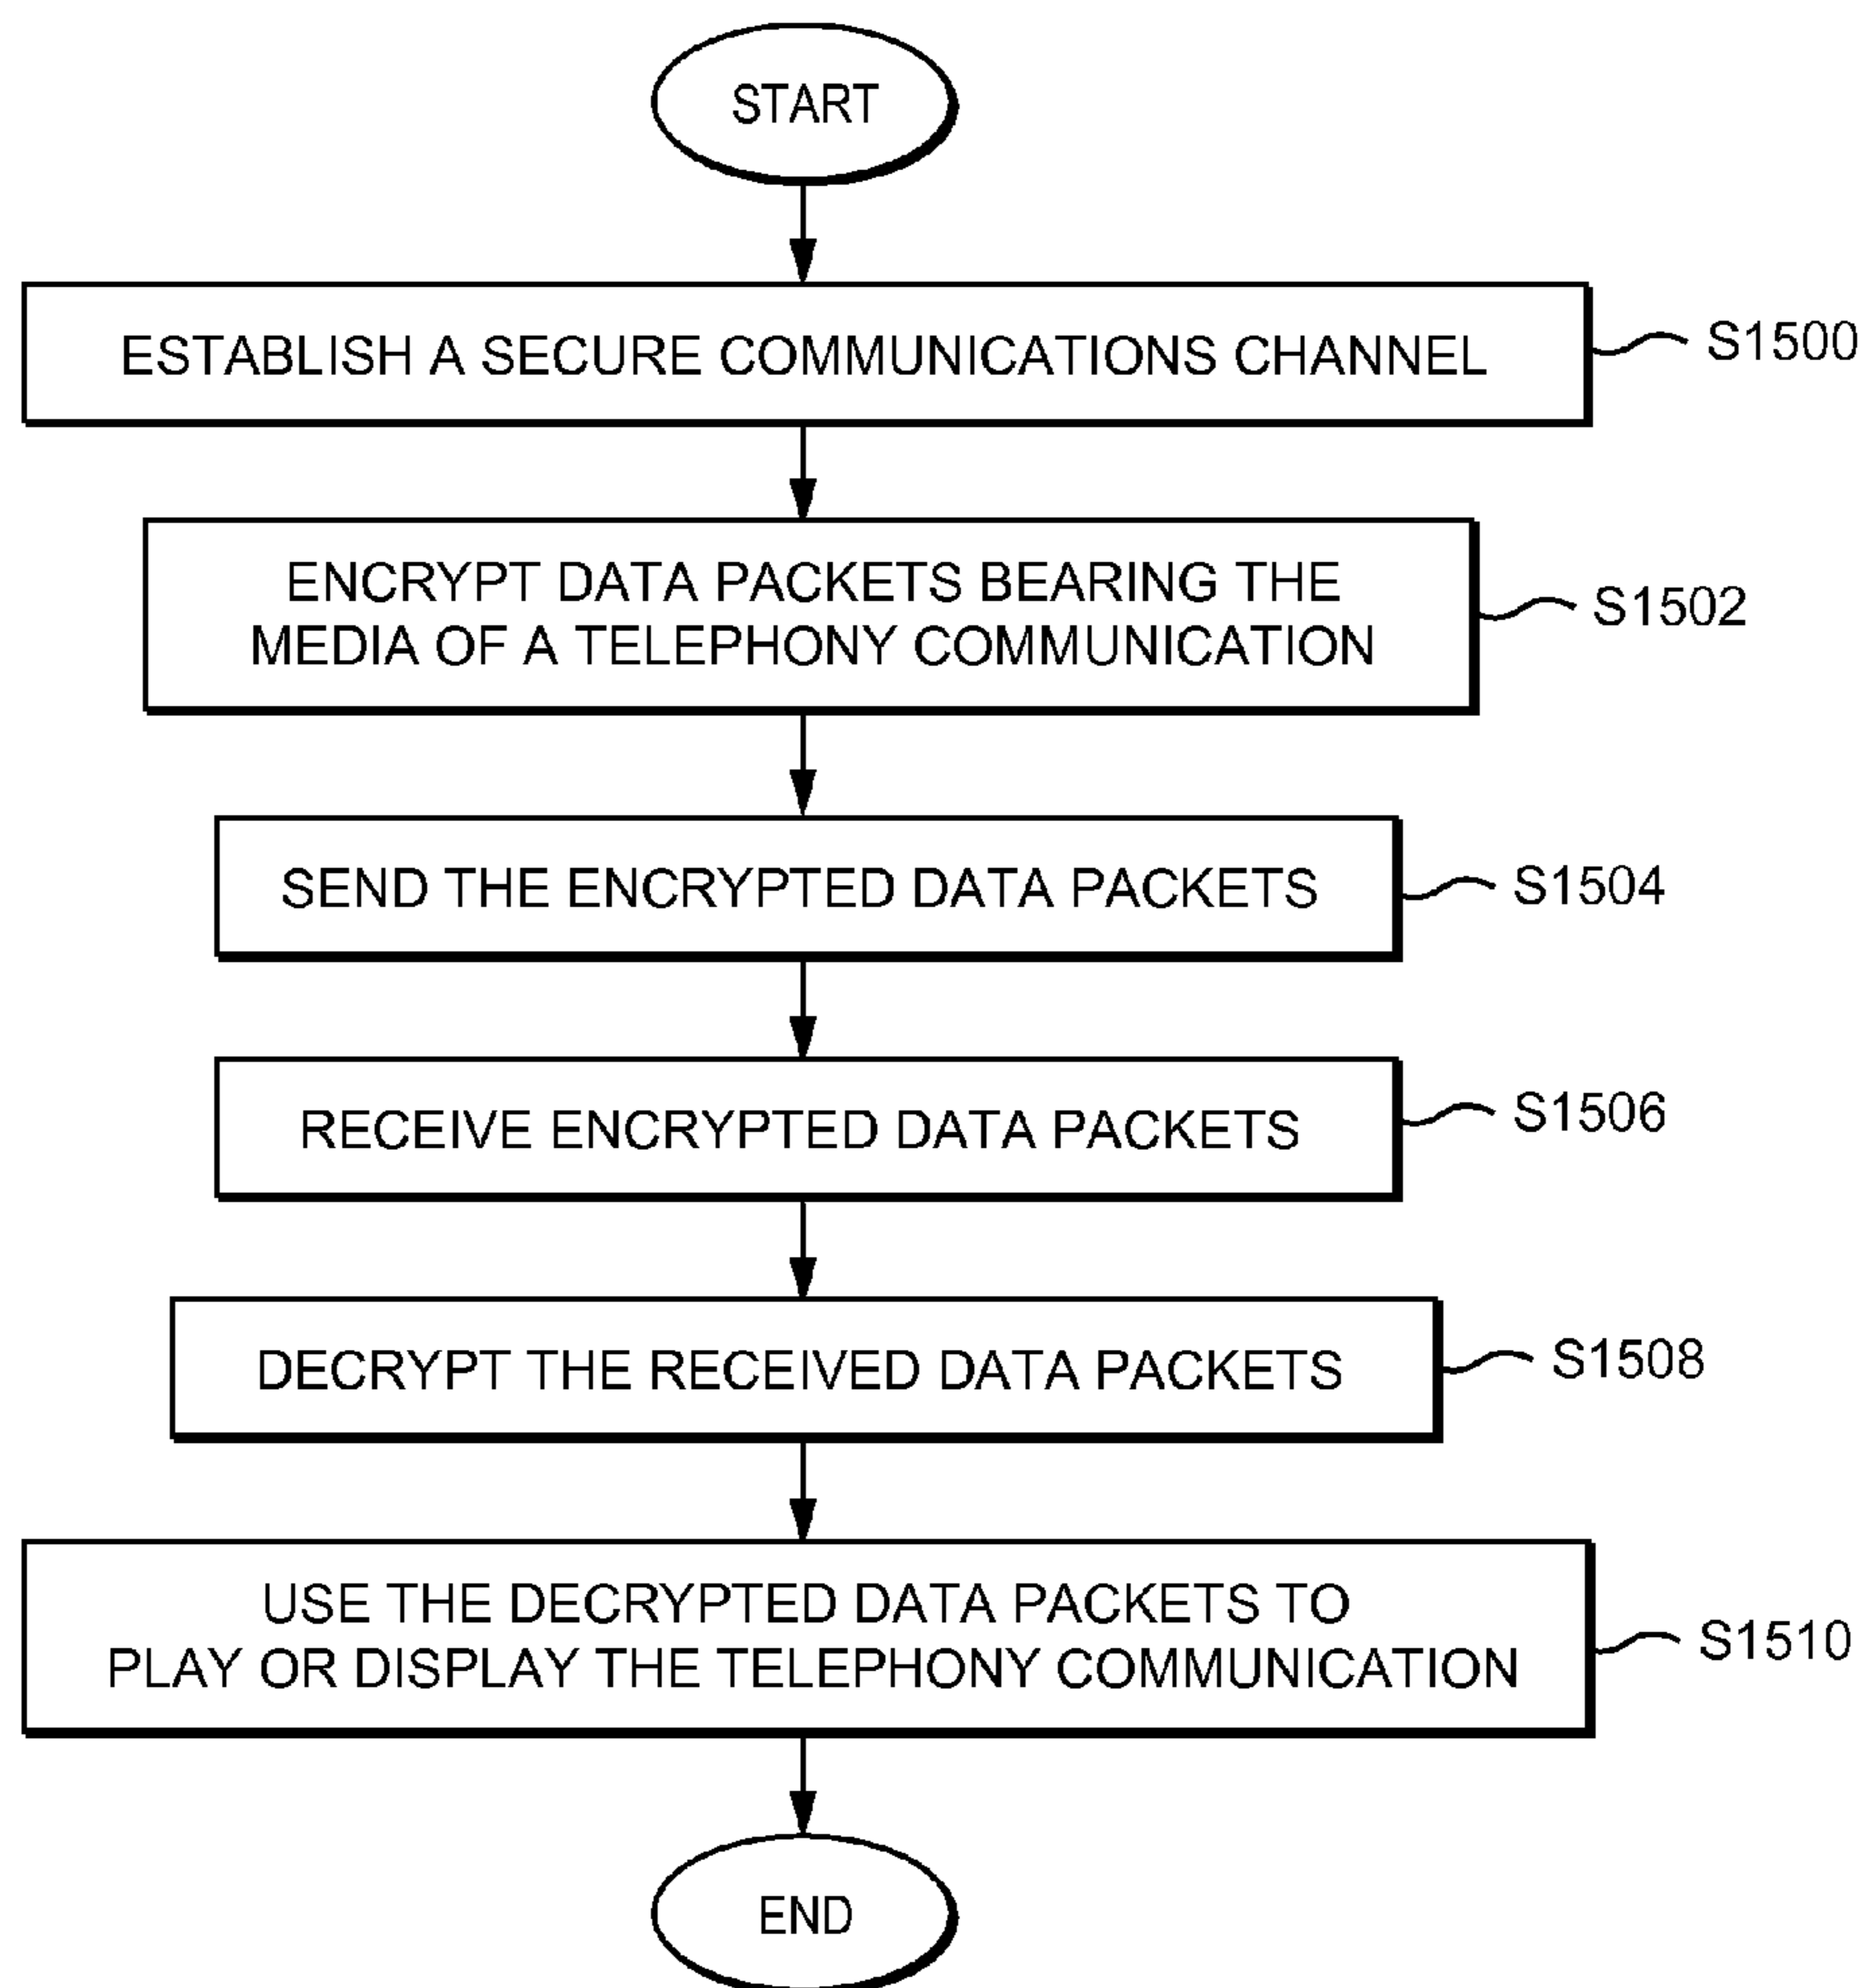 START
ESTABLISH A SECURE COMMUNICATIONS CHANNEL
S1500
ENCRYPT DATA PACKETS BEARING THE
MEDIA OF A TELEPHONY COMMUNICATION
S1502
SEND THE ENCRYPTED DATA PACKETS
S1504
RECEIVE ENCRYPTED DATA PACKETS
S1506
DECRYPT THE RECEIVED DATA PACKETS
S1508
USE THE DECRYPTED DATA PACKETS TO
PLAY OR DISPLAY THE TELEPHONY COMMUNICATION
S1510
END